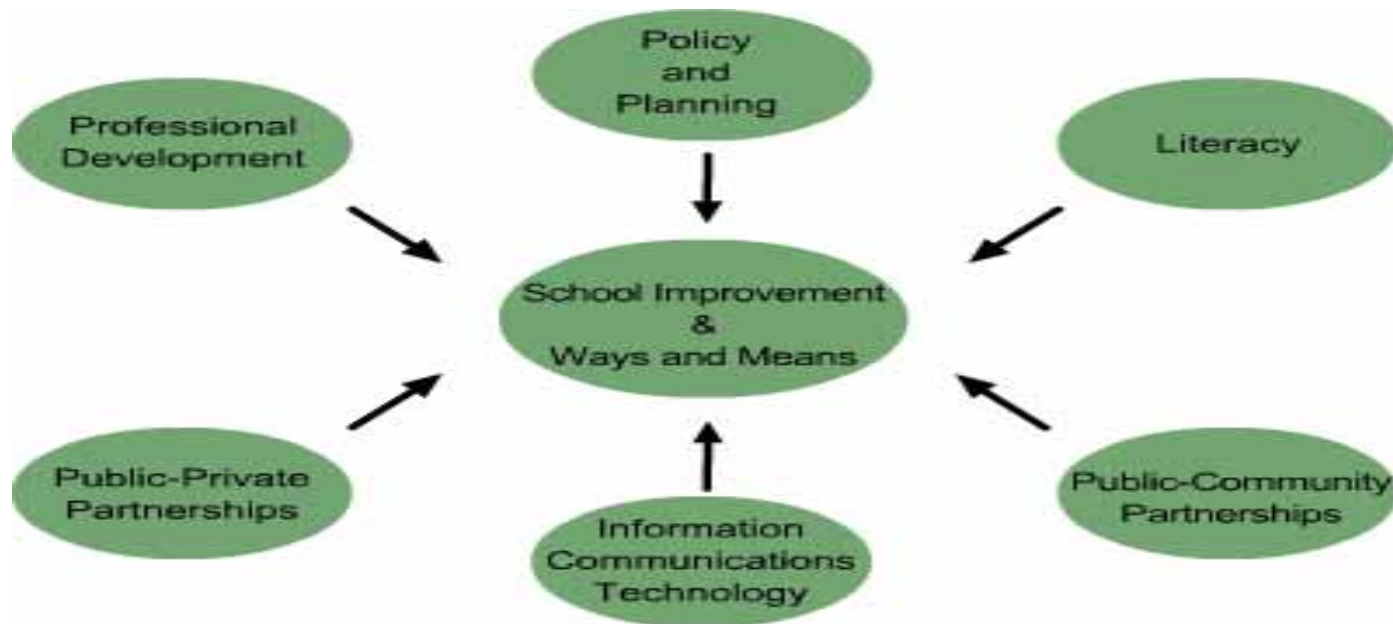 Policy
and
Planning
Professional
Development
Literacy
School Improvement
&
Ways and Means
Public-Private
Partnerships
Public-Community
Partnerships
Information
Communications
Technology